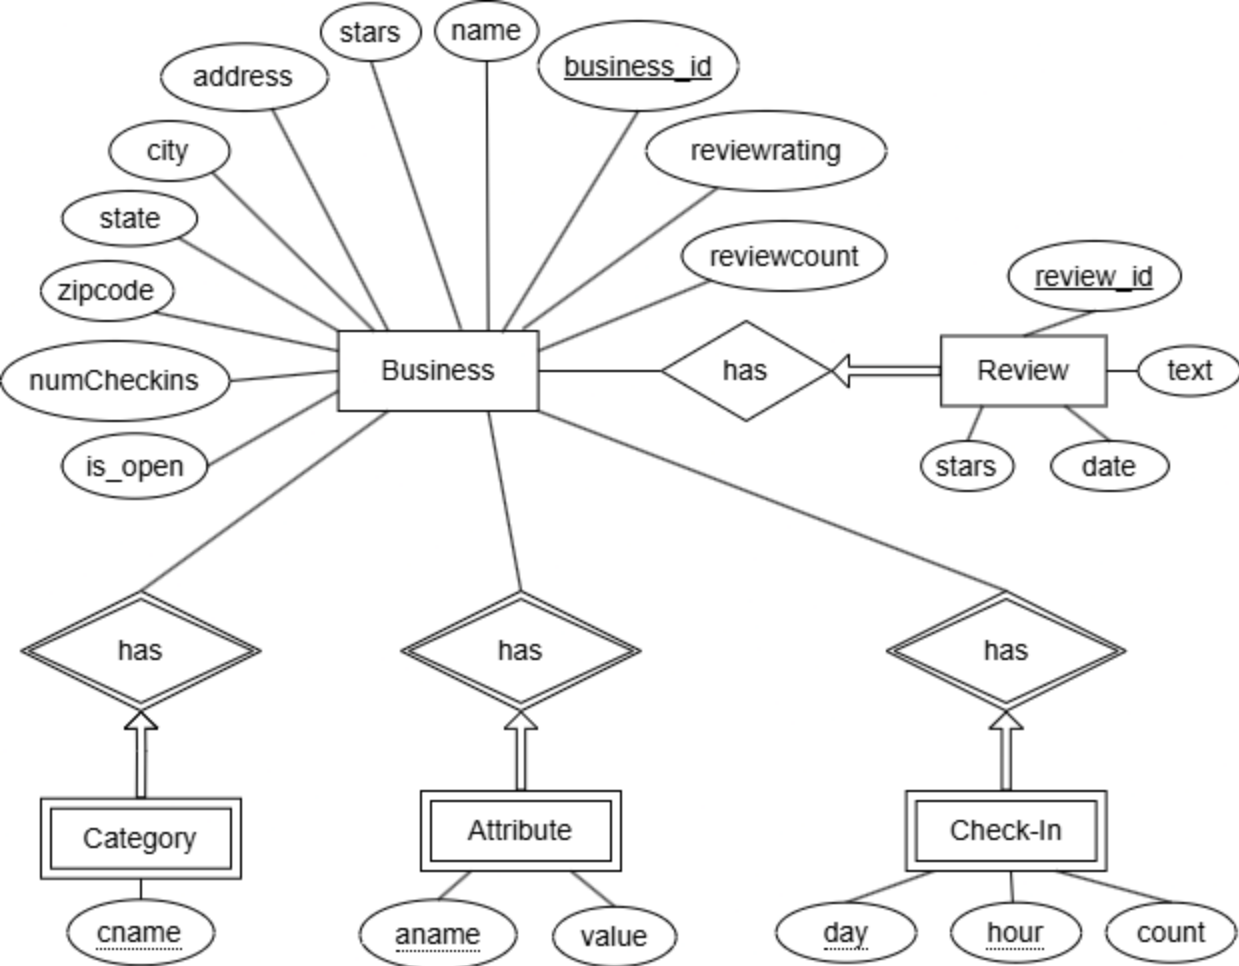 stars
name
address
business_id
city
reviewrating
state
reviewcount
zipcode
review_id
numCheckins
Business
has
Review
text
is_open
stars
date
has
has
has
Category
Attribute
Check-In
cname
aname
value
day
hour
count